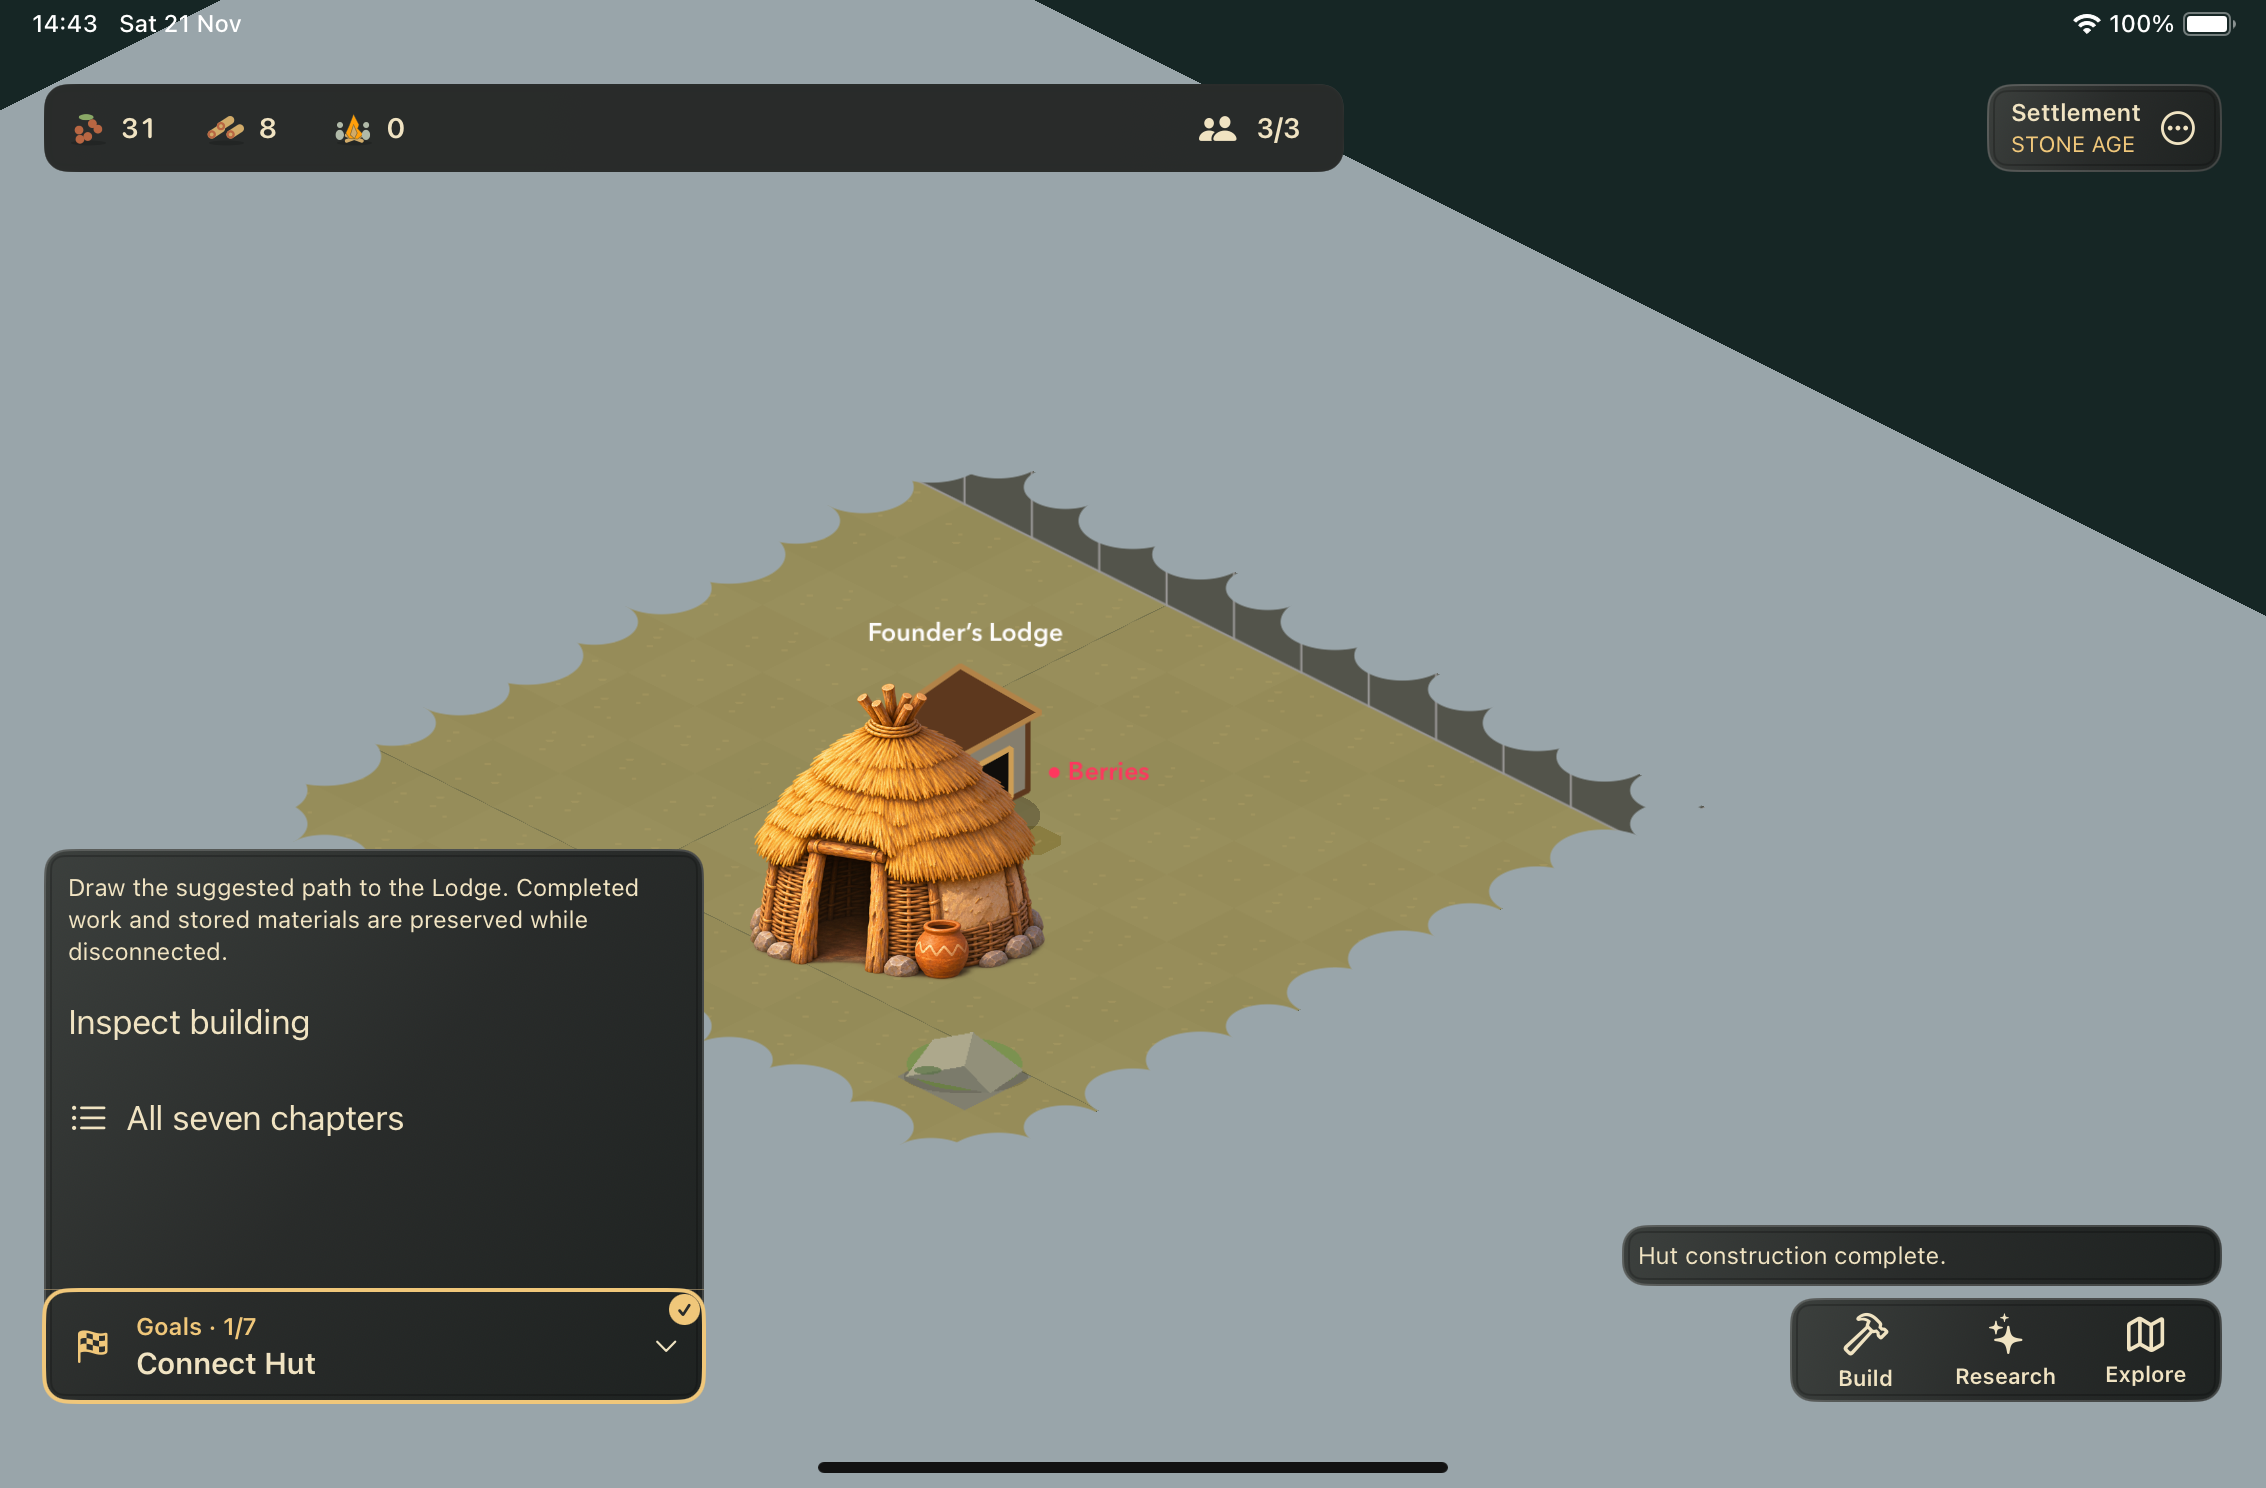 14:43 Sat 21 Nov
100%
31 8 0 3/3
Settlement
STONE AGE
Founder's Lodge
• Berries
Draw the suggested path to the Lodge. Completed
work and stored materials are preserved while
disconnected.
Inspect building
All seven chapters
Goals · 1/7
Connect Hut
Hut construction complete.
Build Research Explore